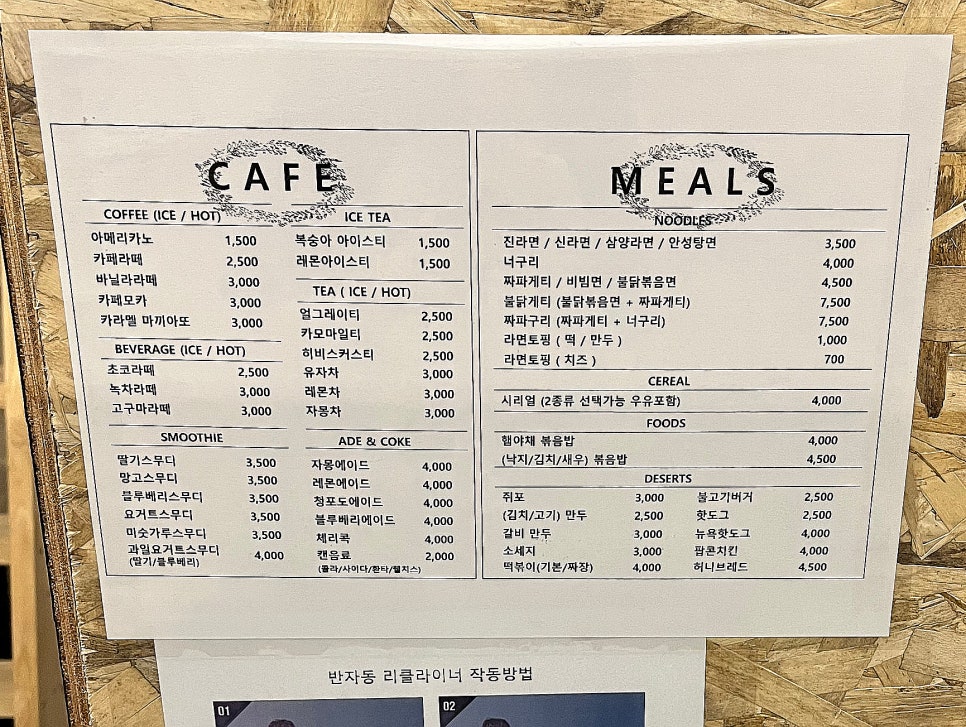 CAFE
COFFEE (ICE / HOT)
아메리카노 1,500
카페라떼 2,500
바닐라라떼 3,000
카페모카 3,000
카라멜 마끼아또 3,000
BEVERAGE (ICE / HOT)
초코라떼 2,500
녹차라떼 3,000
고구마라떼 3,000
SMOOTHIE
딸기스무디 3,500
망고스무디 3,500
블루베리스무디 3,500
요거트스무디 3,500
미숫가루스무디 3,500
과일요거트스무디 4,000
(딸기/블루베리)
ICE TEA
복숭아 아이스티 1,500
레몬아이스티 1,500
TEA ( ICE / HOT)
얼그레이티 2,500
카모마일티 2,500
히비스커스티 2,500
유자차 3,000
레몬차 3,000
자몽차 3,000
ADE & COKE
자몽에이드 4,000
레몬에이드 4,000
청포도에이드 4,000
블루베리에이드 4,000
체리콕 4,000
캔음료 2,000
(콜라/사이다/환타/웰치스)
MEALS
NOODLES
진라면 / 신라면 / 삼양라면 / 안성탕면 3,500
너구리 4,000
짜파게티 / 비빔면 / 불닭볶음면 4,500
불닭게티 (불닭볶음면 + 짜파게티) 7,500
짜파구리 (짜파게티 + 너구리) 7,500
라면토핑 ( 떡 / 만두 ) 1,000
라면토핑 ( 치즈 ) 700
CEREAL
시리얼 (2종류 선택가능 우유포함) 4,000
FOODS
햄야채 볶음밥 4,000
(낙지/김치/새우) 볶음밥 4,500
DESERTS
쥐포 3,000 불고기버거 2,500
(김치/고기) 만두 2,500 핫도그 2,500
갈비 만두 3,000 뉴욕핫도그 4,000
소세지 3,000 팝콘치킨 4,000
떡볶이(기본/짜장) 4,000 허니브레드 4,500
반자동 리클라이너 작동방법
01 02